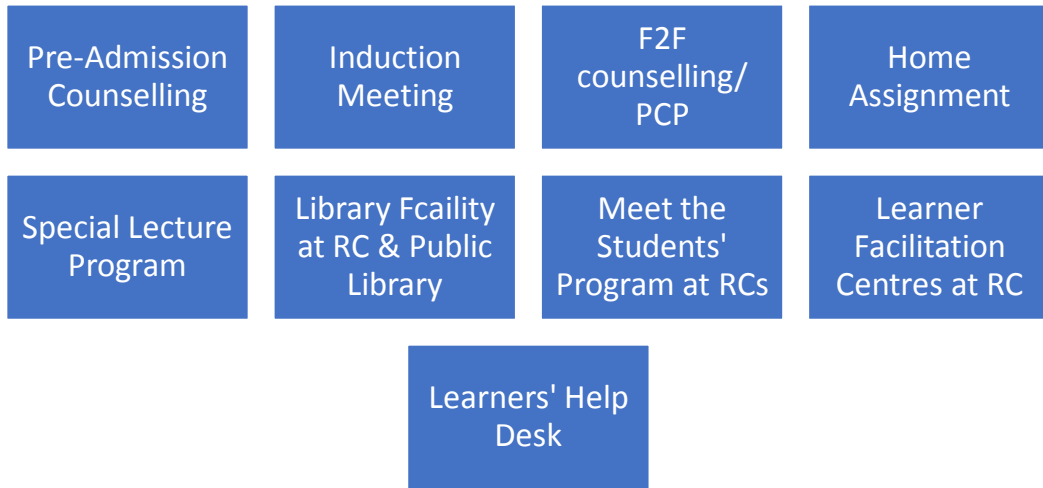 Pre-Admission
Counselling
Induction
Meeting
F2F
counselling/
PCP
Home
Assignment
Special Lecture
Program
Library Fcaility
at RC & Public
Library
Meet the
Students'
Program at RCs
Learner
Facilitation
Centres at RC
Learners' Help
Desk